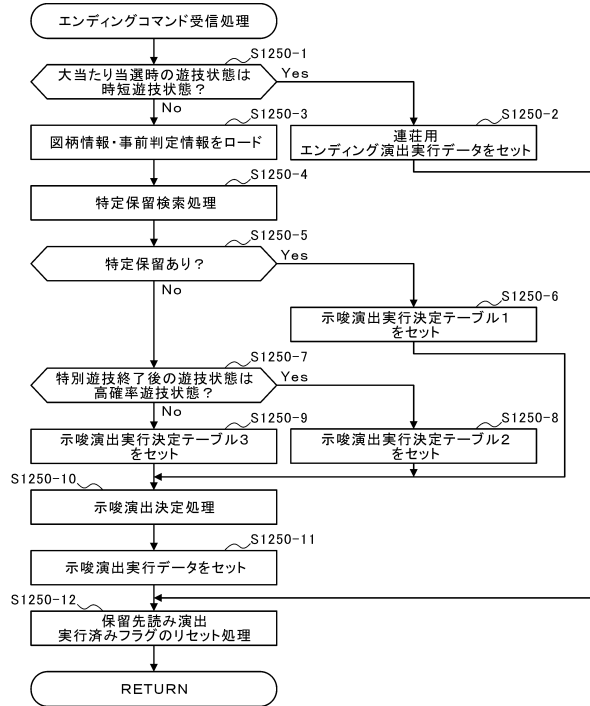 エンディングコマンド受信処理
S1250-1
大当たり当選時の遊技状態は
時短遊技状態？
Yes
No
S1250-2
連荘用
エンディング演出実行データをセット
S1250-3
図柄情報・事前判定情報をロード
S1250-4
特定保留検索処理
S1250-5
特定保留あり？
Yes
No
S1250-6
示唆演出実行決定テーブル1
をセット
S1250-7
特別遊技終了後の遊技状態は
高確率遊技状態？
Yes
No
S1250-8
示唆演出実行決定テーブル2
をセット
S1250-9
示唆演出実行決定テーブル3
をセット
S1250-10
示唆演出決定処理
S1250-11
示唆演出実行データをセット
S1250-12
保留先読み演出
実行済みフラグのリセット処理
RETURN